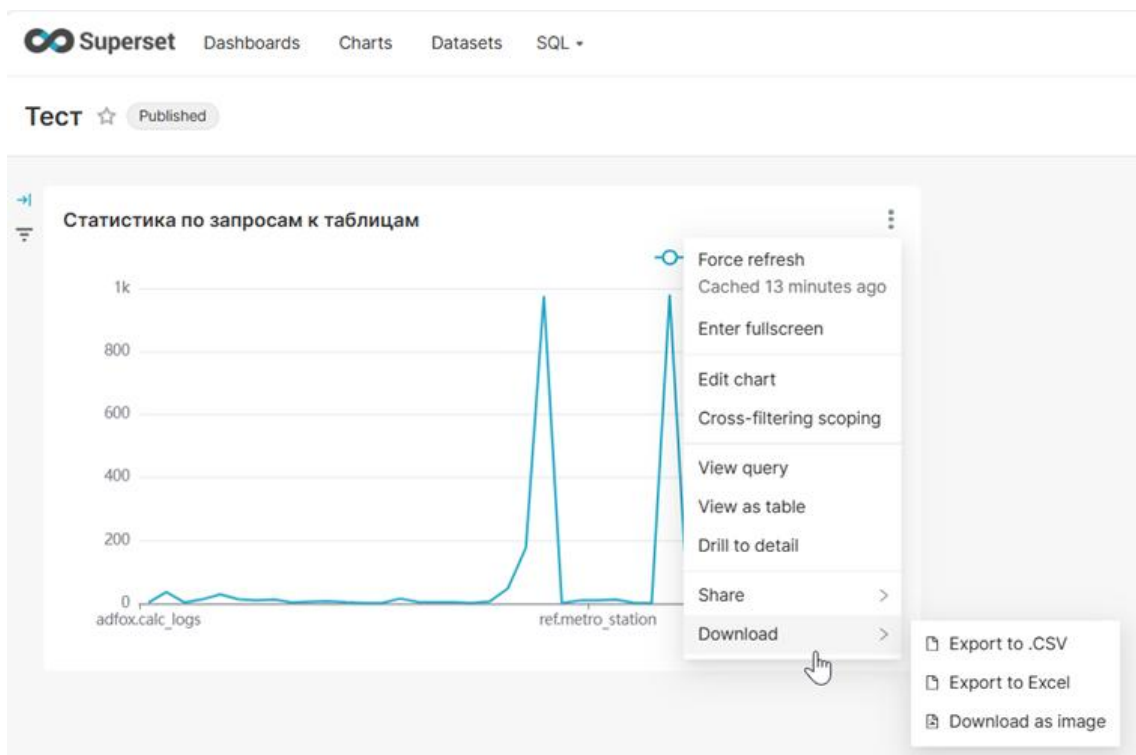 Superset Dashboards Charts Datasets SQL
Тест Published
Статистика по запросам к таблицам
1k
800
600
400
200
0
adfox.calc_logs
ref.metro_station
Force refresh
Cached 13 minutes ago
Enter fullscreen
Edit chart
Cross-filtering scoping
View query
View as table
Drill to detail
Share
Download
Export to .CSV
Export to Excel
Download as image